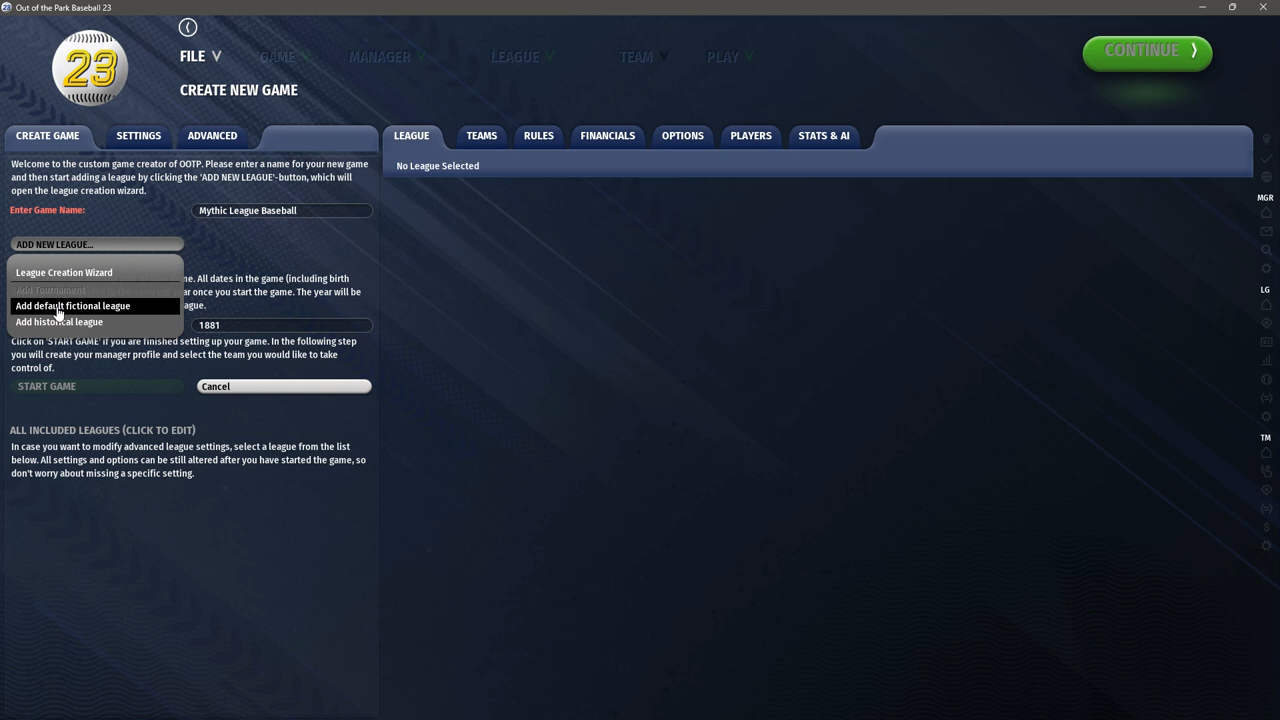 Out of the Park Baseball 23
23
FILE
GAME
MANAGER
LEAGUE
TEAM
PLAY
CONTINUE
CREATE NEW GAME
CREATE GAME
SETTINGS
ADVANCED
LEAGUE
TEAMS
RULES
FINANCIALS
OPTIONS
PLAYERS
STATS & AI
No League Selected
Welcome to the custom game creator of OOTP. Please enter a name for your new game
and then start adding a league by clicking the 'ADD NEW LEAGUE'-button, which will
open the league creation wizard.
Enter Game Name:
Mythic League Baseball
ADD NEW LEAGUE...
League Creation Wizard
Add Tournament
Add default fictional league
Add historical league
me. All dates in the game (including birth
ar once you start the game. The year will be
ague.
1881
Click on 'START GAME' if you are finished setting up your game. In the following step
you will create your manager profile and select the team you would like to take
control of.
START GAME
Cancel
ALL INCLUDED LEAGUES (CLICK TO EDIT)
In case you want to modify advanced league settings, select a league from the list
below. All settings and options can be still altered after you have started the game, so
don't worry about missing a specific setting.
MGR
LG
TM